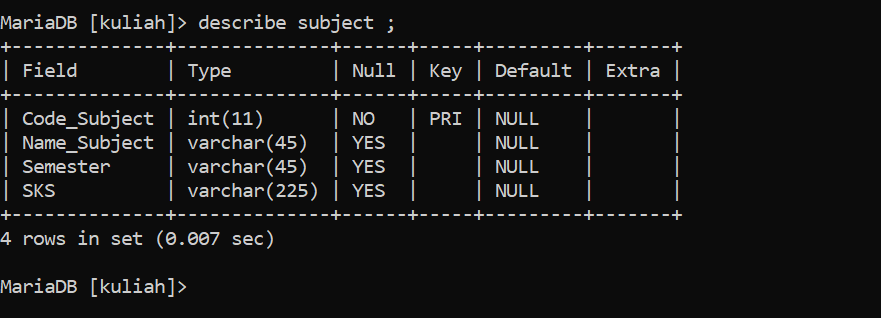 MariaDB [kuliah]> describe subject ;
+--------------+--------------+------+-----+---------+-------+
| Field        | Type         | Null | Key | Default | Extra |
+--------------+--------------+------+-----+---------+-------+
| Code_Subject | int(11)      | NO   | PRI | NULL    |       |
| Name_Subject | varchar(45)  | YES  |     | NULL    |       |
| Semester     | varchar(45)  | YES  |     | NULL    |       |
| SKS          | varchar(225) | YES  |     | NULL    |       |
+--------------+--------------+------+-----+---------+-------+
4 rows in set (0.007 sec)
MariaDB [kuliah]>